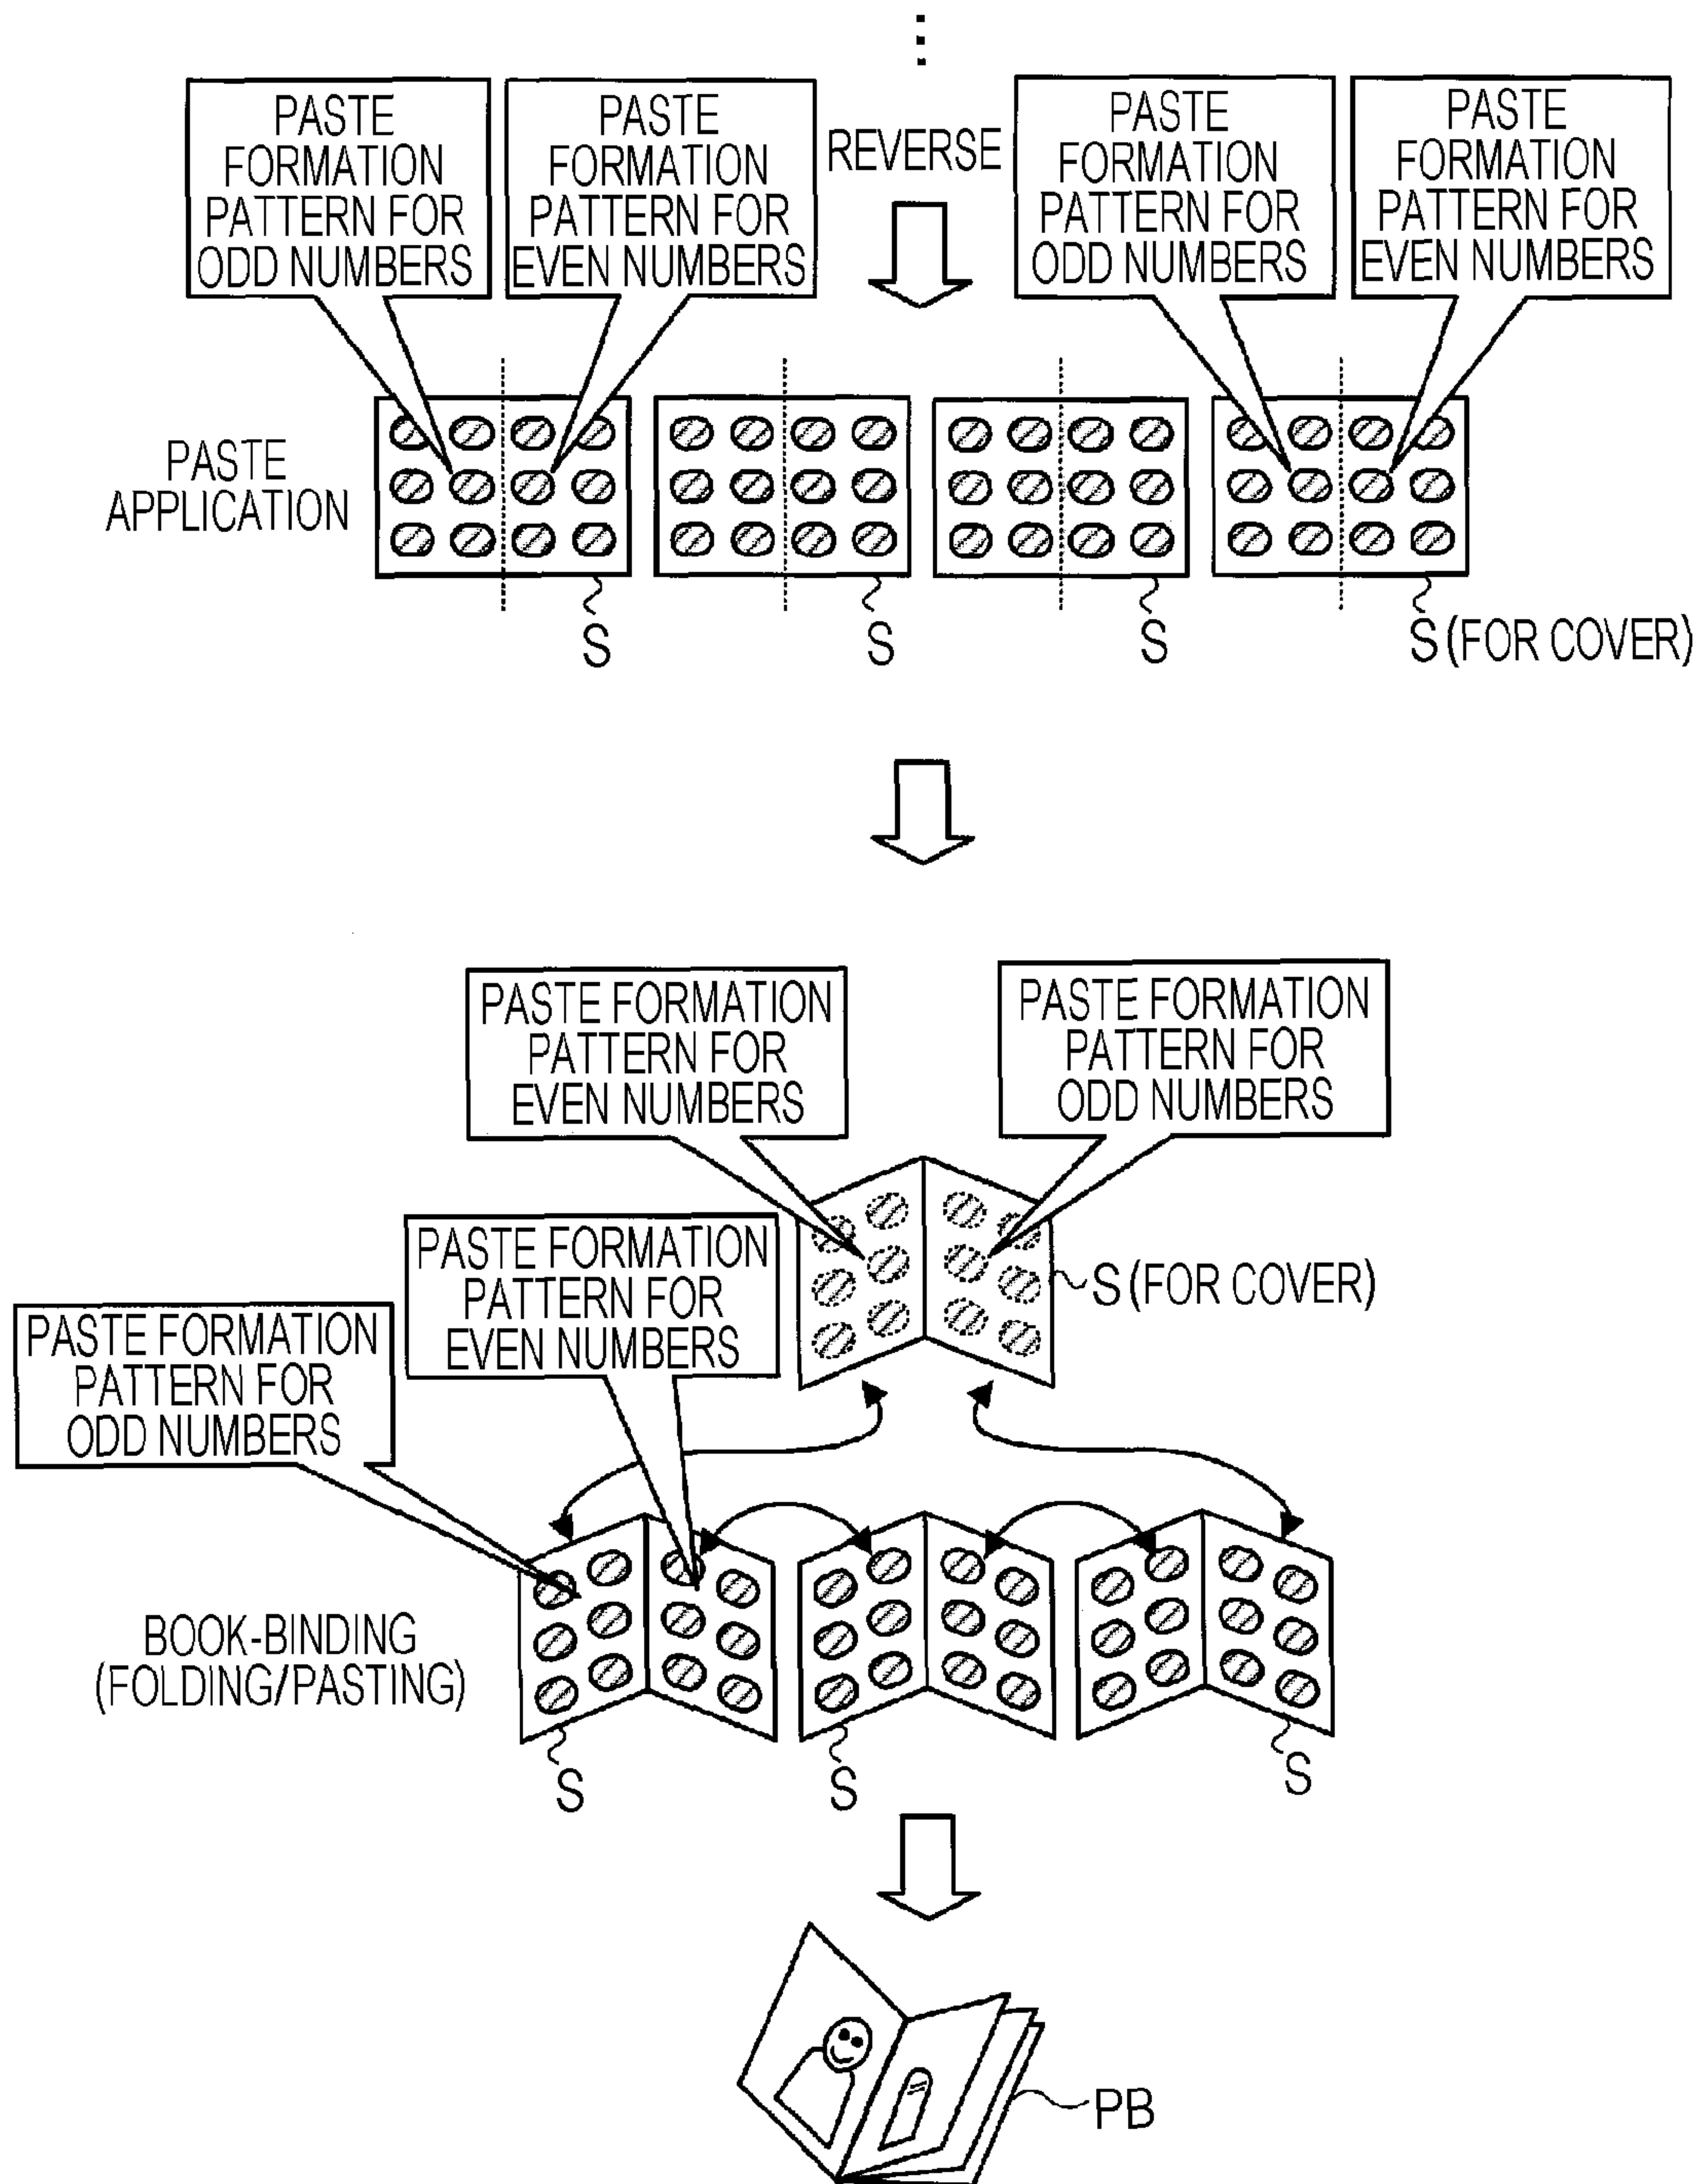 PASTE
FORMATION
PATTERN FOR
ODD NUMBERS
PASTE
FORMATION
PATTERN FOR
EVEN NUMBERS
REVERSE
PASTE
FORMATION
PATTERN FOR
ODD NUMBERS
PASTE
FORMATION
PATTERN FOR
EVEN NUMBERS
PASTE
APPLICATION
S
S
S
S (FOR COVER)
PASTE FORMATION
PATTERN FOR
EVEN NUMBERS
PASTE FORMATION
PATTERN FOR
ODD NUMBERS
PASTE FORMATION
PATTERN FOR
EVEN NUMBERS
S (FOR COVER)
PASTE FORMATION
PATTERN FOR
ODD NUMBERS
BOOK-BINDING
(FOLDING/PASTING)
S
S
S
PB